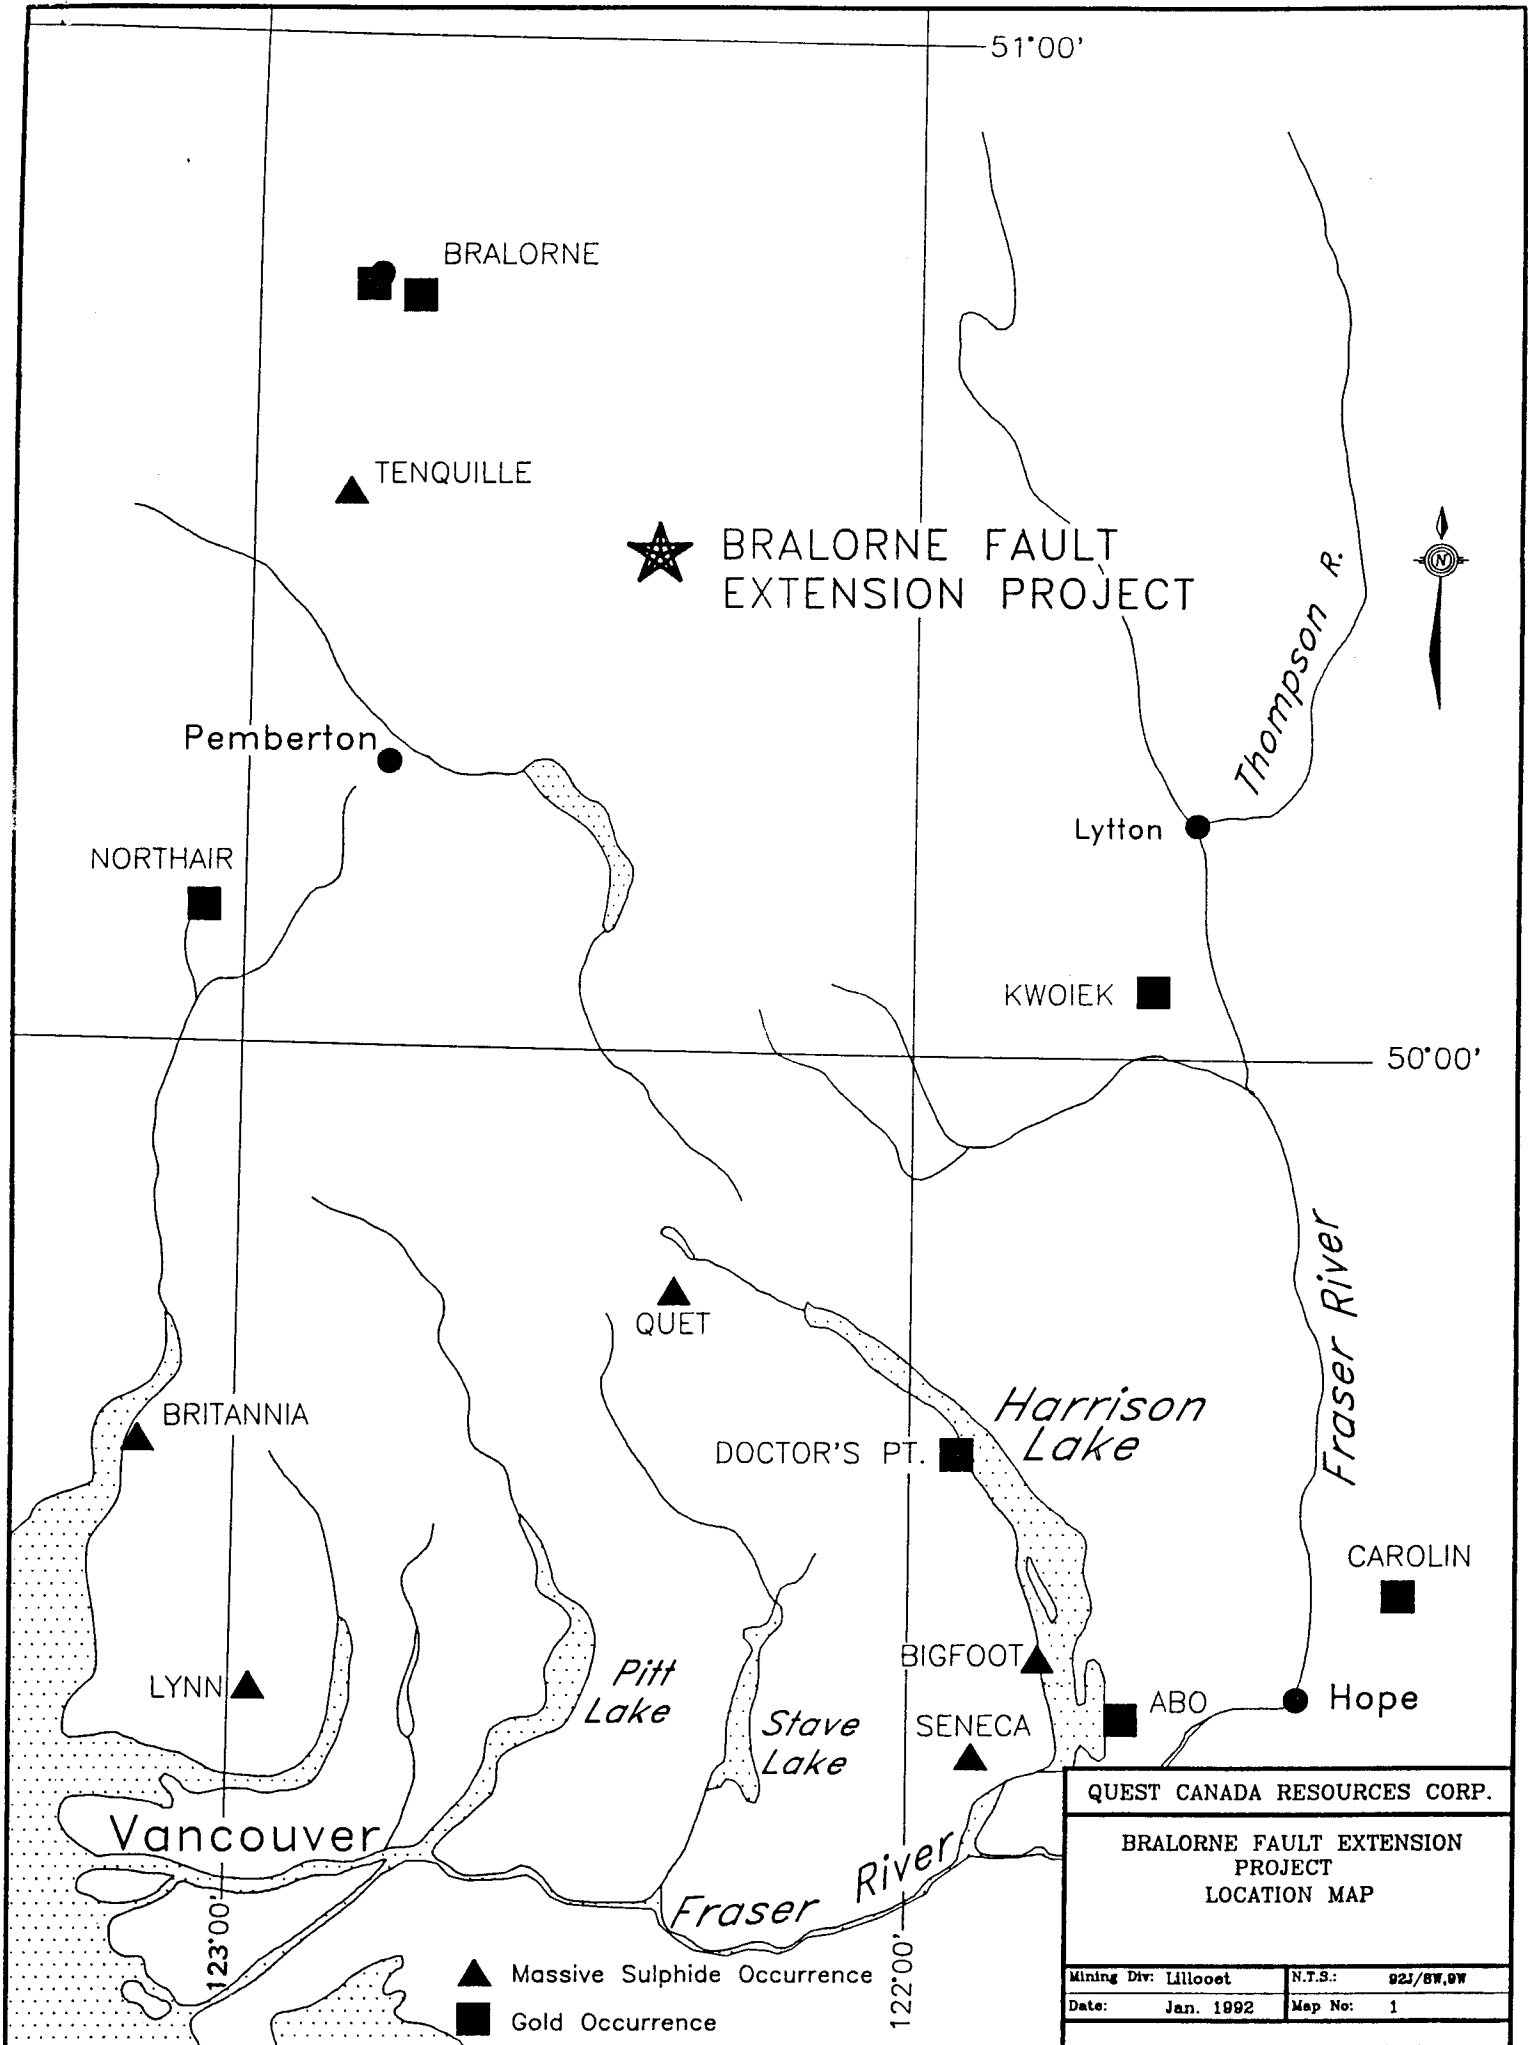 51°00'
BRALORNE
TENQUILLE
BRALORNE FAULT
EXTENSION PROJECT
N
Thompson R.
Pemberton
Lytton
NORTHAIR
KWOIEK
50°00'
QUET
Fraser River
Harrison
Lake
BRITANNIA
DOCTOR'S PT.
CAROLIN
BIGFOOT
Pitt
Lake
LYNN
ABO
Hope
Stave
Lake
SENECA
Vancouver
Fraser River
123°00'
122°00'
Massive Sulphide Occurrence
Gold Occurrence
QUEST CANADA RESOURCES CORP.
BRALORNE FAULT EXTENSION
PROJECT
LOCATION MAP
Mining Div: Lillooet
N.T.S.: 92J/8W,9W
Date: Jan. 1992
Map No: 1